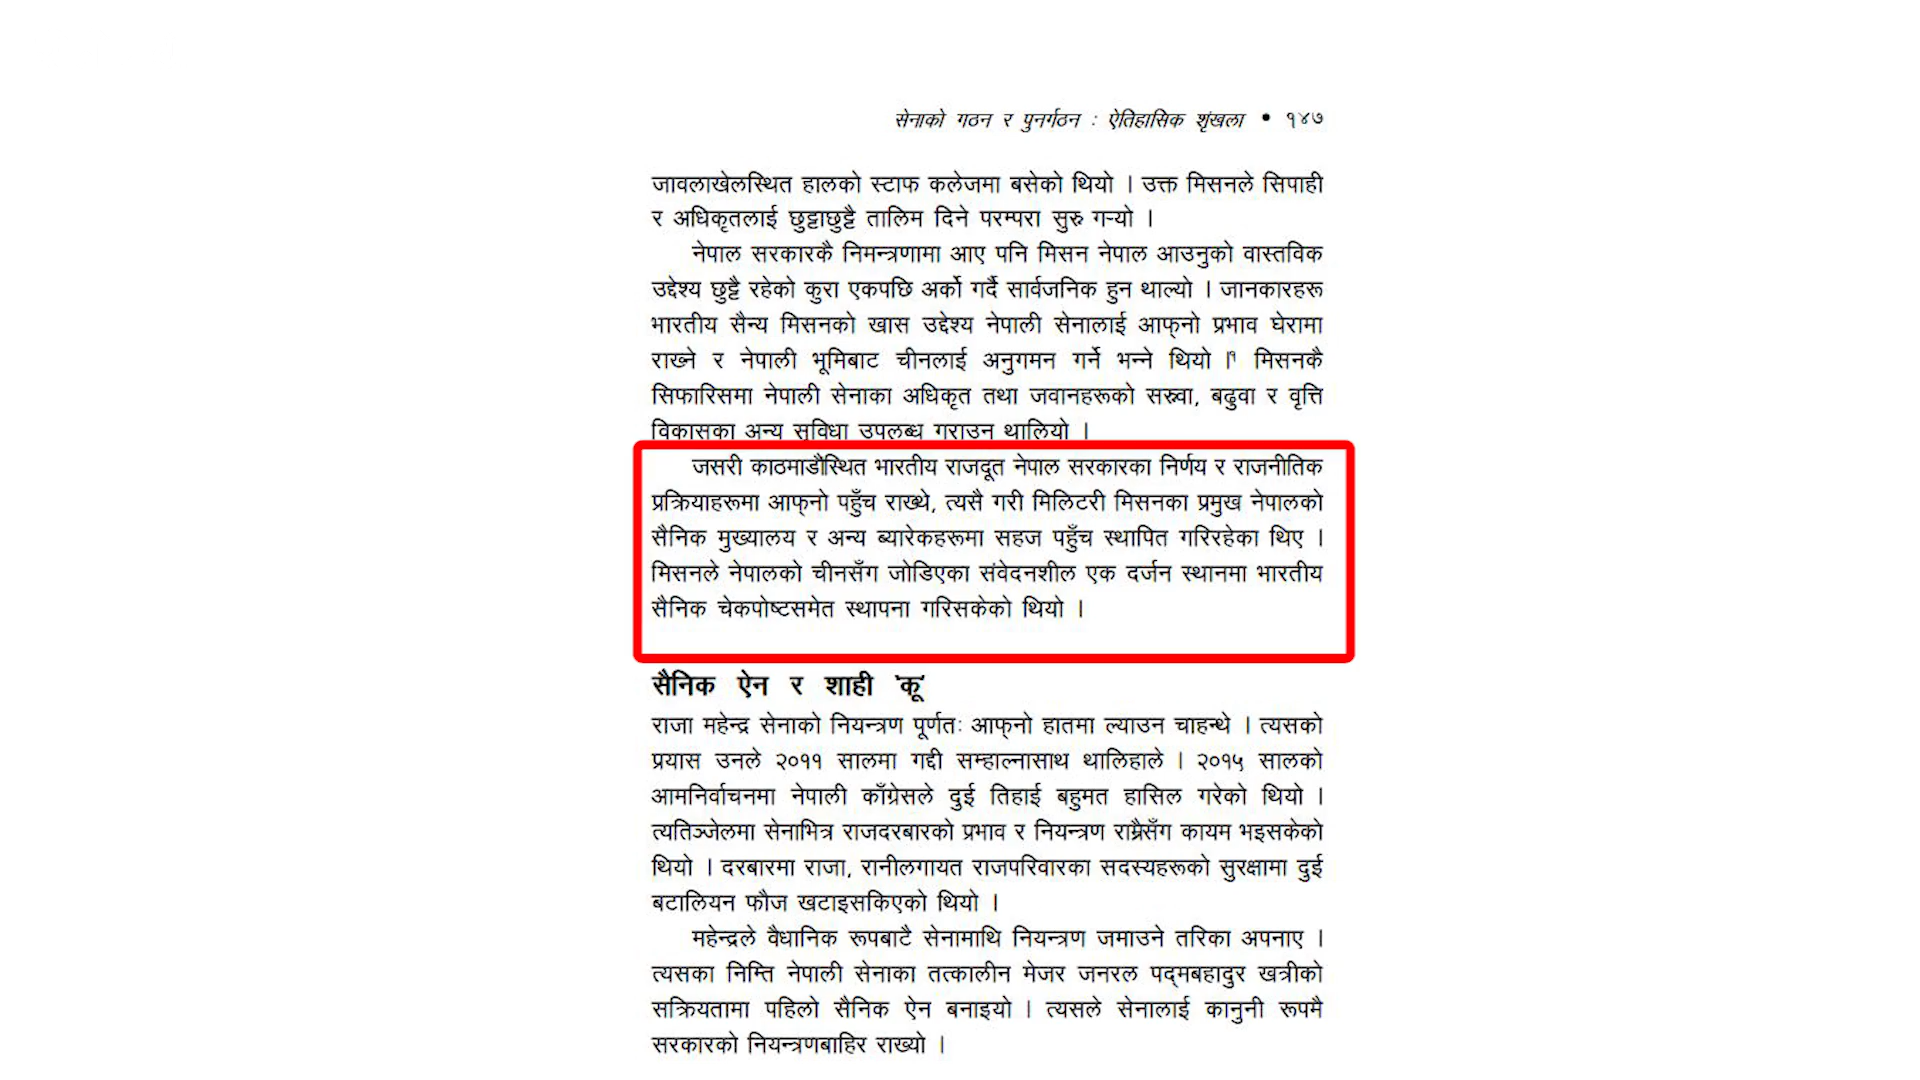 सेनाको गठन र पुनर्गठन : ऐतिहासिक शृंखला • १४७
जावलाखेलस्थित हालको स्टाफ कलेजमा बसेको थियो । उक्त मिसनले सिपाही
र अधिकृतलाई छुट्टाछुट्टै तालिम दिने परम्परा सुरु गऱ्यो ।
नेपाल सरकारकै निमन्त्रणामा आए पनि मिसन नेपाल आउनुको वास्तविक
उद्देश्य छुट्टै रहेको कुरा एकपछि अर्को गर्दै सार्वजनिक हुन थाल्यो । जानकारहरू
भारतीय सैन्य मिसनको खास उद्देश्य नेपाली सेनालाई आफ्नो प्रभाव घेरामा
राख्ने र नेपाली भूमिबाट चीनलाई अनुगमन गर्ने भन्ने थियो ।१ मिसनकै
सिफारिसमा नेपाली सेनाका अधिकृत तथा जवानहरूको सरुवा, बढुवा र वृत्ति
विकासका अन्य सुविधा उपलब्ध गराउन थालियो ।
जसरी काठमाडौंस्थित भारतीय राजदूत नेपाल सरकारका निर्णय र राजनीतिक
प्रक्रियाहरूमा आफ्नो पहुँच राख्थे, त्यसै गरी मिलिटरी मिसनका प्रमुख नेपालको
सैनिक मुख्यालय र अन्य ब्यारेकहरूमा सहज पहुँच स्थापित गरिरहेका थिए ।
मिसनले नेपालको चीनसँग जोडिएका संवेदनशील एक दर्जन स्थानमा भारतीय
सैनिक चेकपोष्टसमेत स्थापना गरिसकेको थियो ।
सैनिक ऐन र शाही 'कू'
राजा महेन्द्र सेनाको नियन्त्रण पूर्णतः आफ्नो हातमा ल्याउन चाहन्थे । त्यसको
प्रयास उनले २०११ सालमा गद्दी सम्हाल्नासाथ थालिहाले । २०१५ सालको
आमनिर्वाचनमा नेपाली काँग्रेसले दुई तिहाई बहुमत हासिल गरेको थियो ।
त्यतिञ्जेलमा सेनाभित्र राजदरबारको प्रभाव र नियन्त्रण राम्रैसँग कायम भइसकेको
थियो । दरबारमा राजा, रानीलगायत राजपरिवारका सदस्यहरूको सुरक्षामा दुई
बटालियन फौज खटाइसकिएको थियो ।
महेन्द्रले वैधानिक रूपबाटै सेनामाथि नियन्त्रण जमाउने तरिका अपनाए ।
त्यसका निम्ति नेपाली सेनाका तत्कालीन मेजर जनरल पद्मबहादुर खत्रीको
सक्रियतामा पहिलो सैनिक ऐन बनाइयो । त्यसले सेनालाई कानुनी रूपमै
सरकारको नियन्त्रणबाहिर राख्यो ।